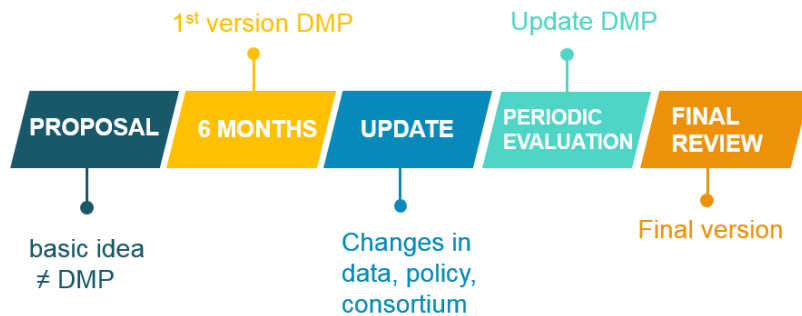 1st version DMP
Update DMP
PROPOSAL
6 MONTHS
UPDATE
PERIODIC
EVALUATION
FINAL
REVIEW
basic idea
≠ DMP
Changes in
data, policy,
consortium
Final version